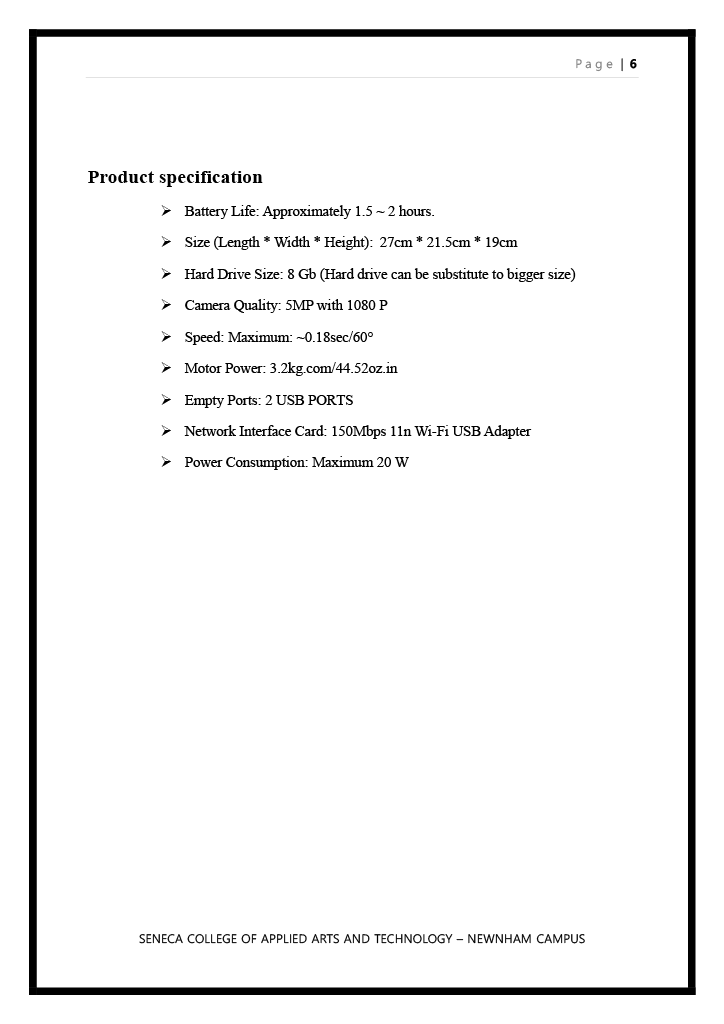 Page | 6
Product specification
➢ Battery Life: Approximately 1.5 ~ 2 hours.
➢ Size (Length * Width * Height): 27cm * 21.5cm * 19cm
➢ Hard Drive Size: 8 Gb (Hard drive can be substitute to bigger size)
➢ Camera Quality: 5MP with 1080 P
➢ Speed: Maximum: ~0.18sec/60°
➢ Motor Power: 3.2kg.com/44.52oz.in
➢ Empty Ports: 2 USB PORTS
➢ Network Interface Card: 150Mbps 11n Wi-Fi USB Adapter
➢ Power Consumption: Maximum 20 W
SENECA COLLEGE OF APPLIED ARTS AND TECHNOLOGY – NEWNHAM CAMPUS